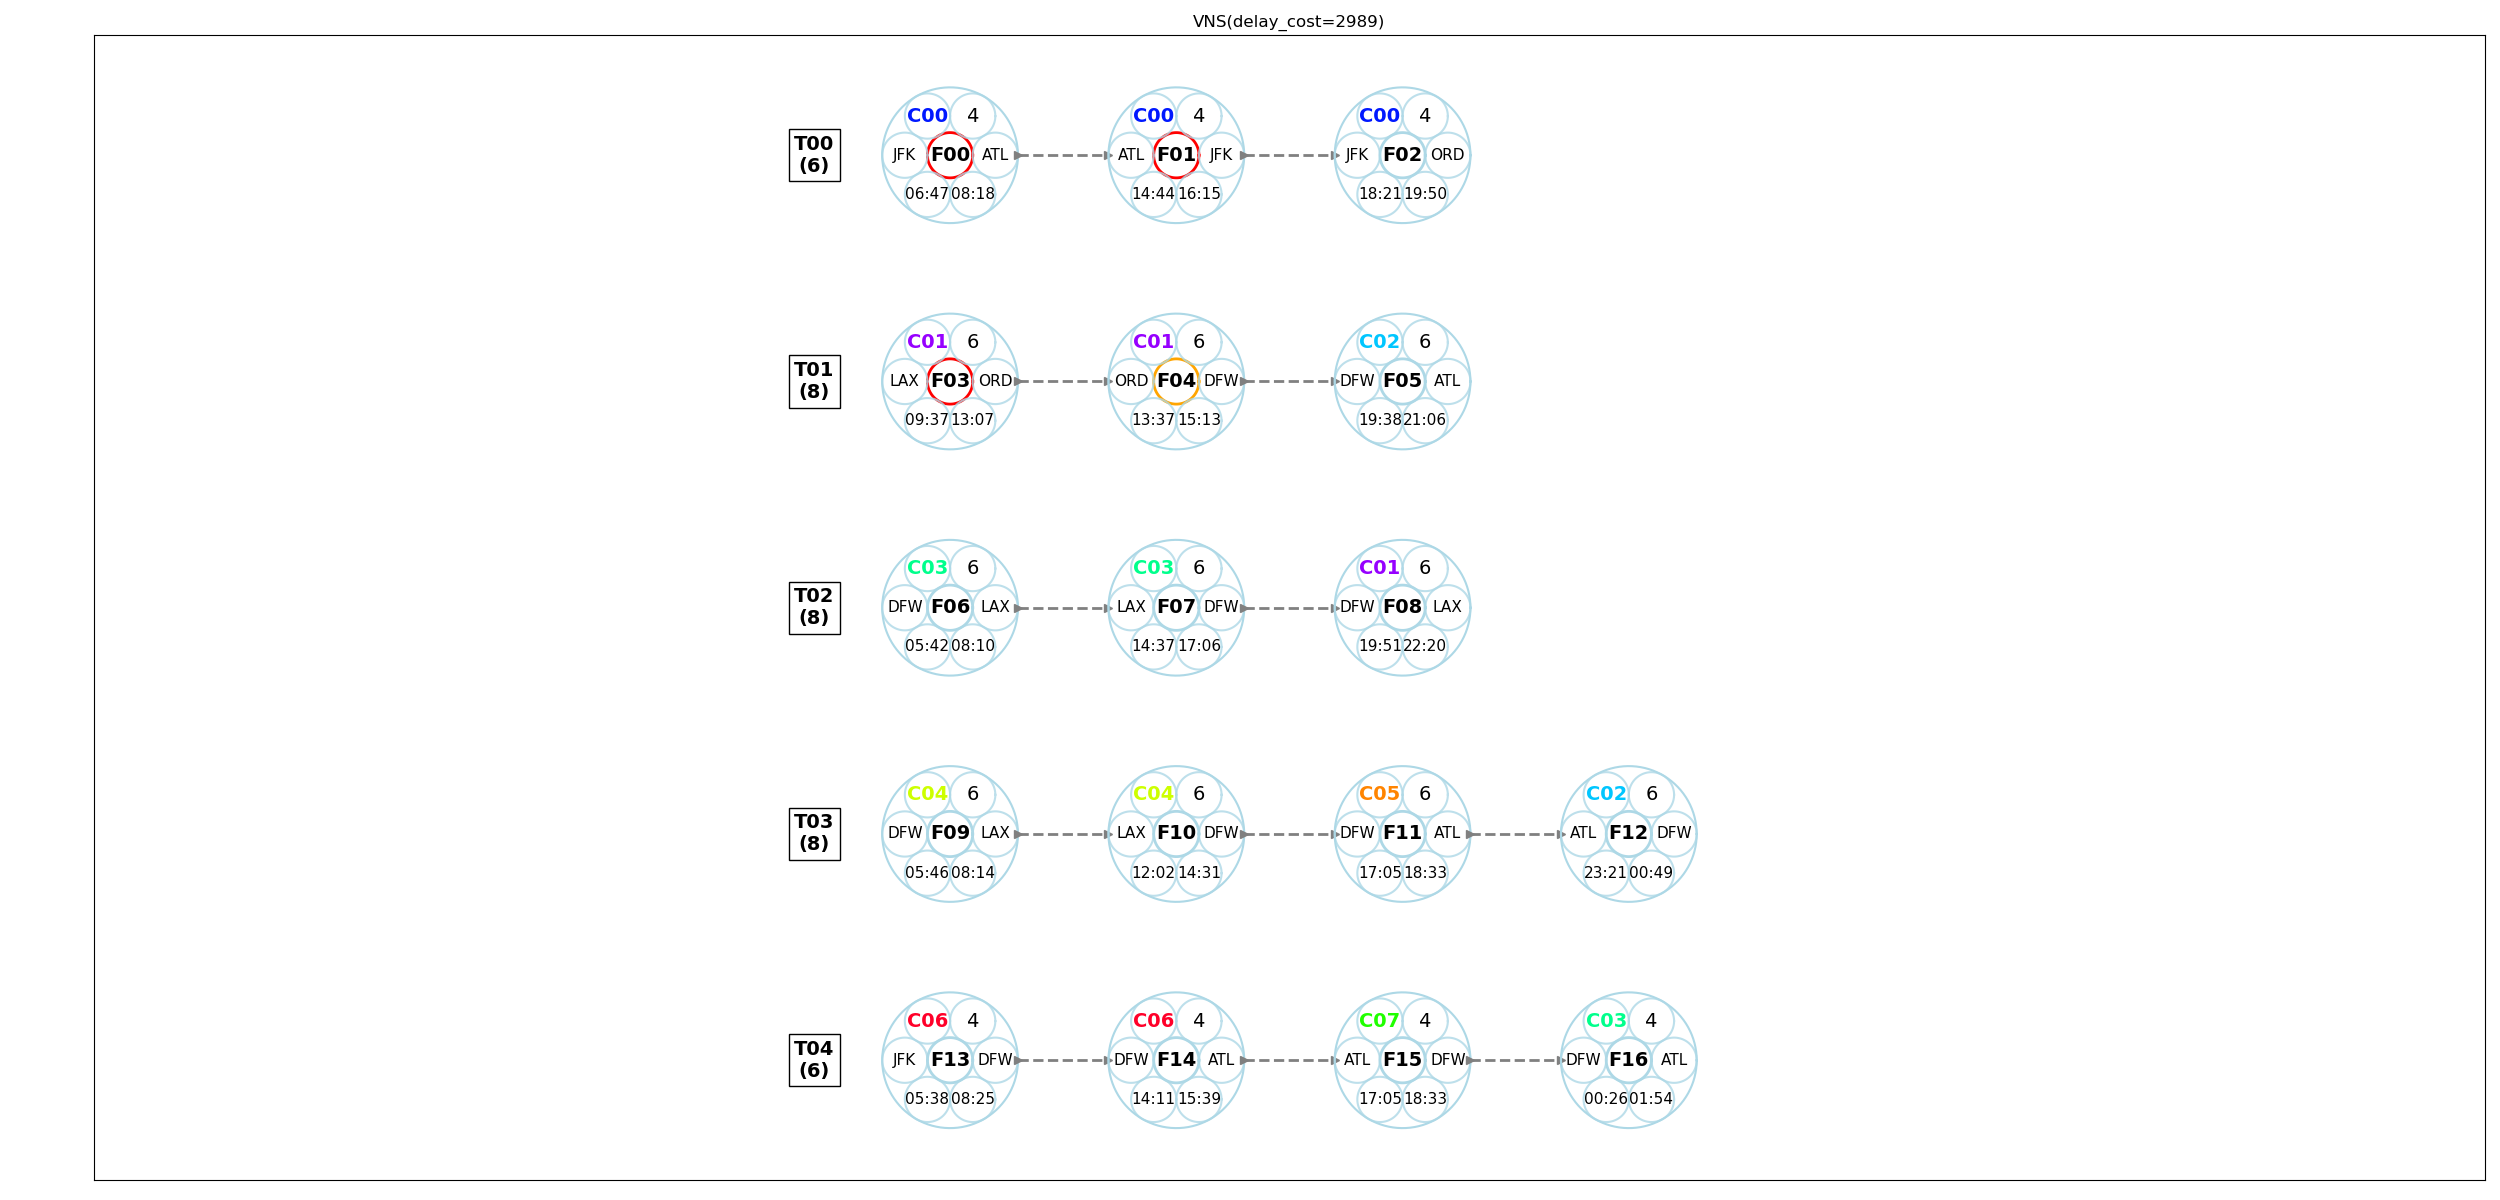 VNS(delay_cost=2989)
T00
(6)
C00 4
JFK F00 ATL
06:47 08:18
C00 4
ATL F01 JFK
14:44 16:15
C00 4
JFK F02 ORD
18:21 19:50
T01
(8)
C01 6
LAX F03 ORD
09:37 13:07
C01 6
ORD F04 DFW
13:37 15:13
C02 6
DFW F05 ATL
19:38 21:06
T02
(8)
C03 6
DFW F06 LAX
05:42 08:10
C03 6
LAX F07 DFW
14:37 17:06
C01 6
DFW F08 LAX
19:51 22:20
T03
(8)
C04 6
DFW F09 LAX
05:46 08:14
C04 6
LAX F10 DFW
12:02 14:31
C05 6
DFW F11 ATL
17:05 18:33
C02 6
ATL F12 DFW
23:21 00:49
T04
(6)
C06 4
JFK F13 DFW
05:38 08:25
C06 4
DFW F14 ATL
14:11 15:39
C07 4
ATL F15 DFW
17:05 18:33
C03 4
DFW F16 ATL
00:26 01:54